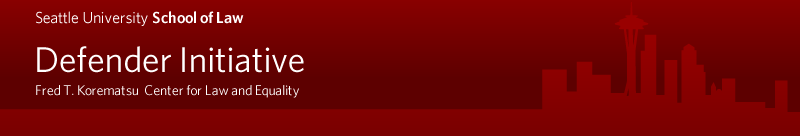 Seattle University School of Law
Defender Initiative
Fred T. Korematsu Center for Law and Equality